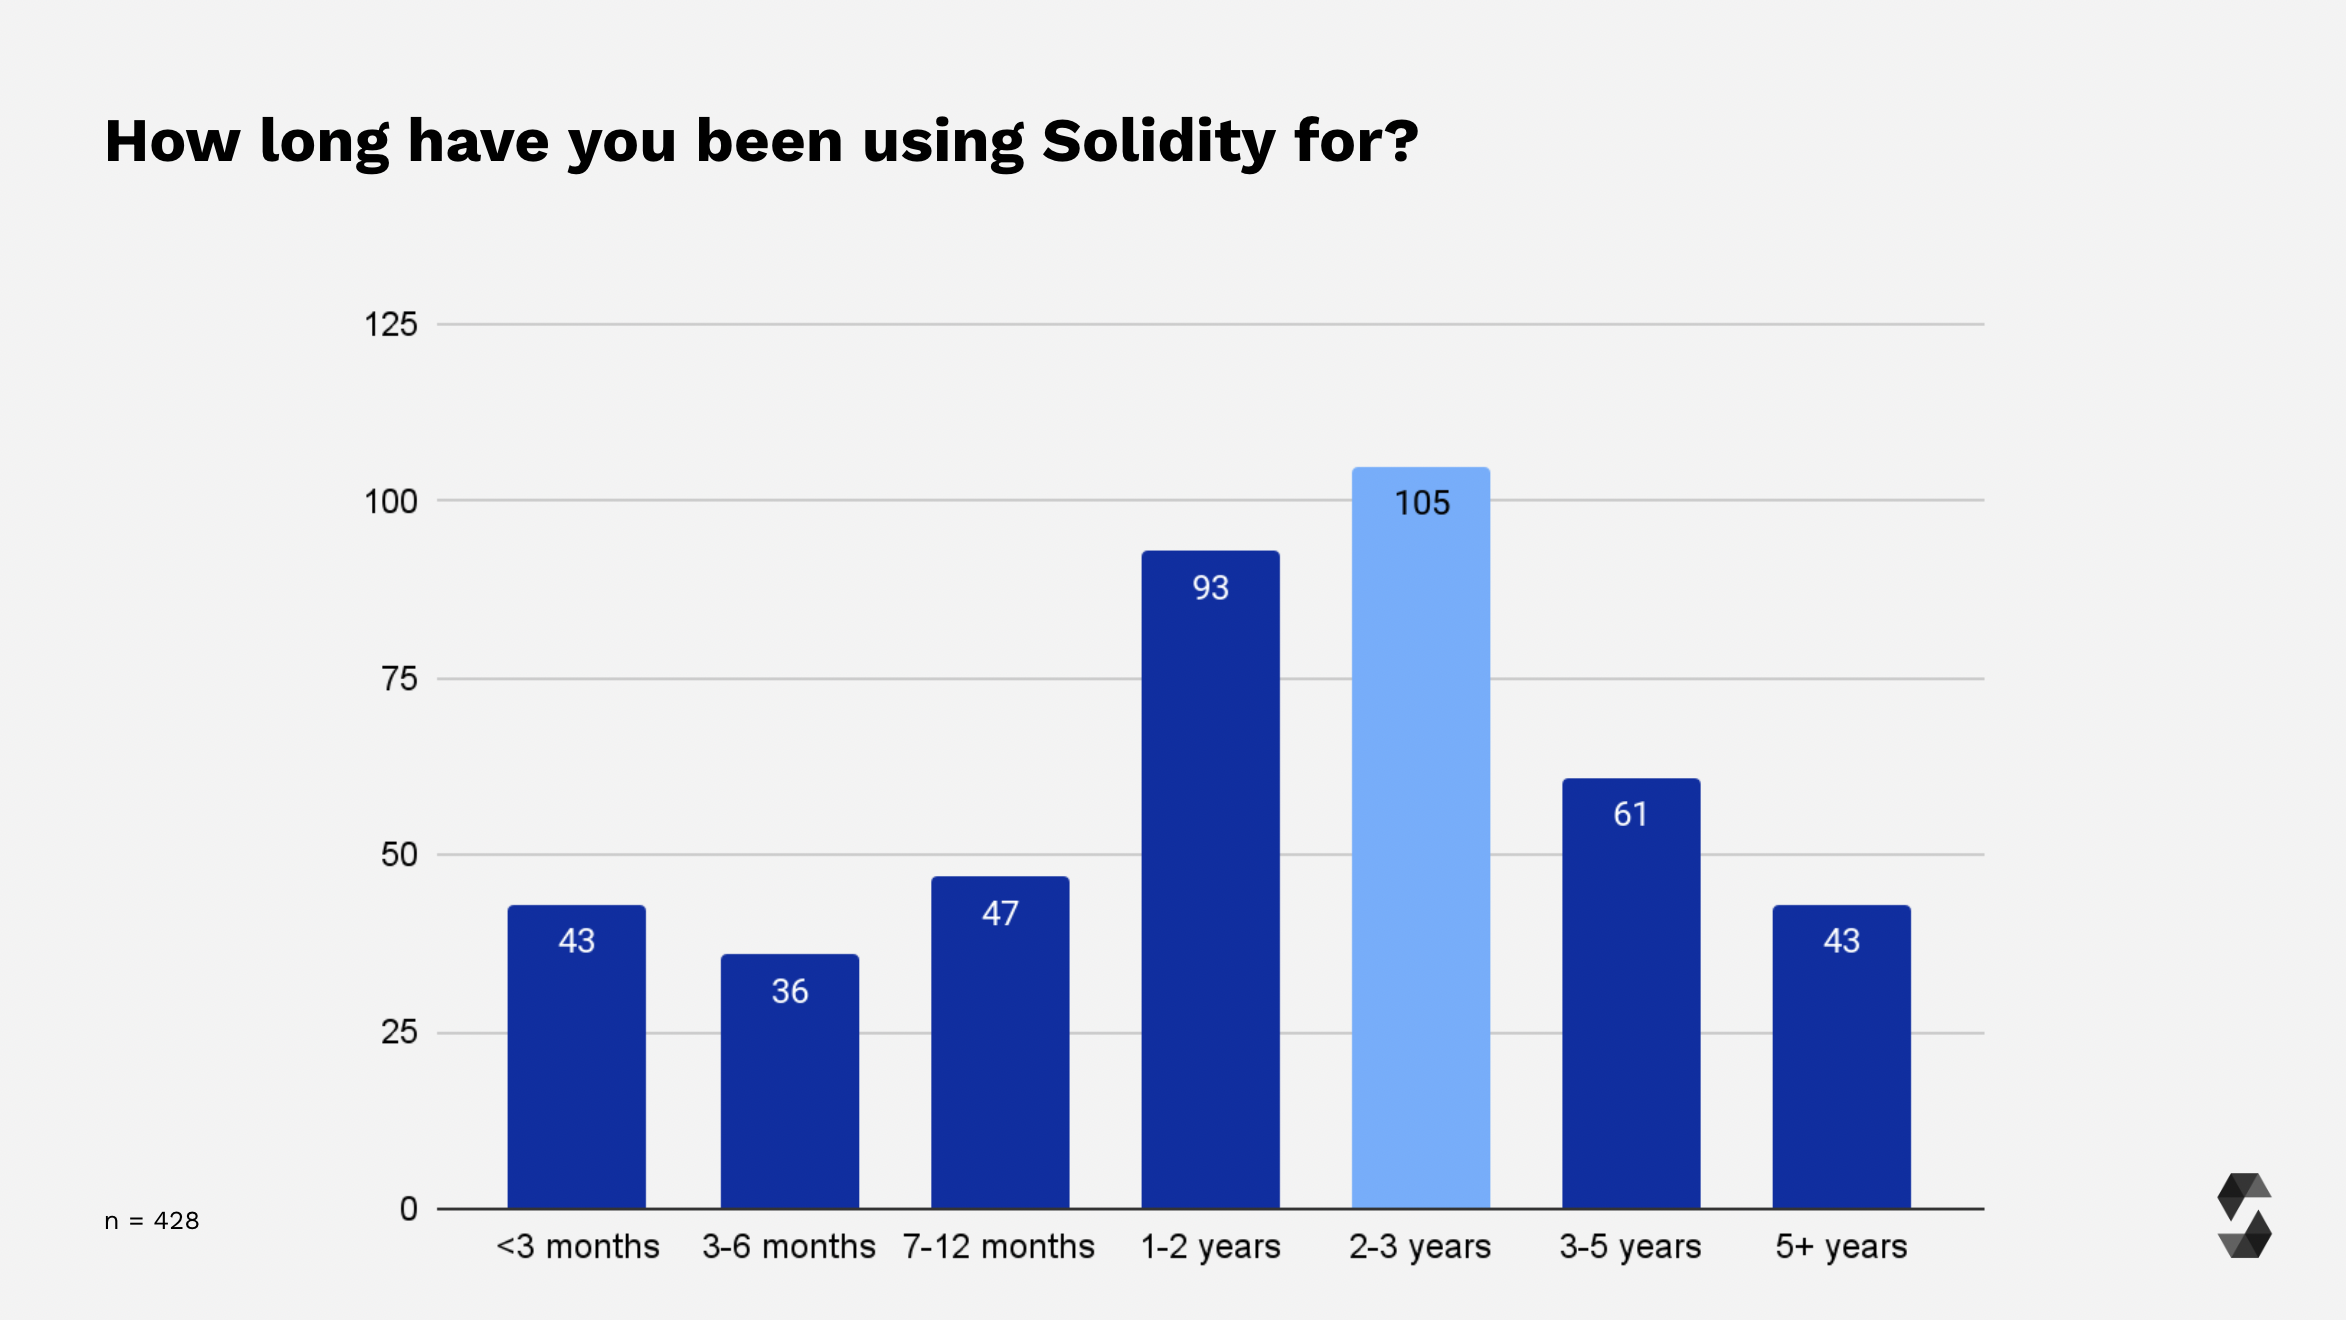 How long have you been using Solidity for?
125
100
75
50
25
0
43
36
47
93
105
61
43
<3 months
3-6 months
7-12 months
1-2 years
2-3 years
3-5 years
5+ years
n = 428